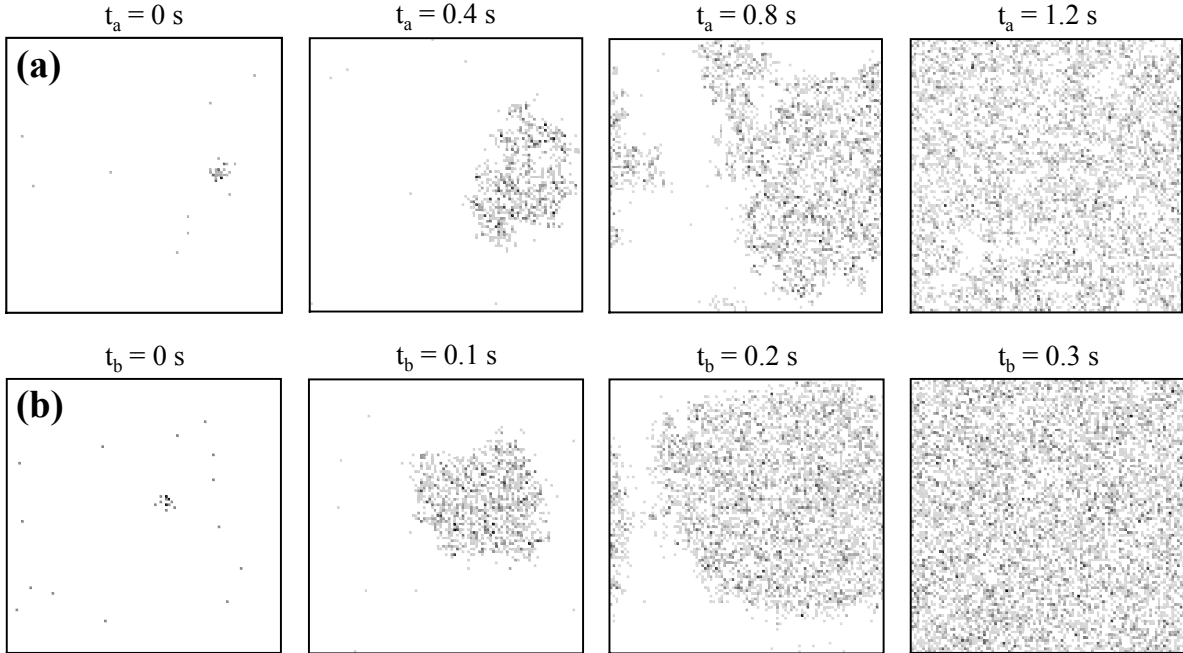 t_a = 0 s
t_a = 0.4 s
t_a = 0.8 s
t_a = 1.2 s
(a)
t_b = 0 s
t_b = 0.1 s
t_b = 0.2 s
t_b = 0.3 s
(b)